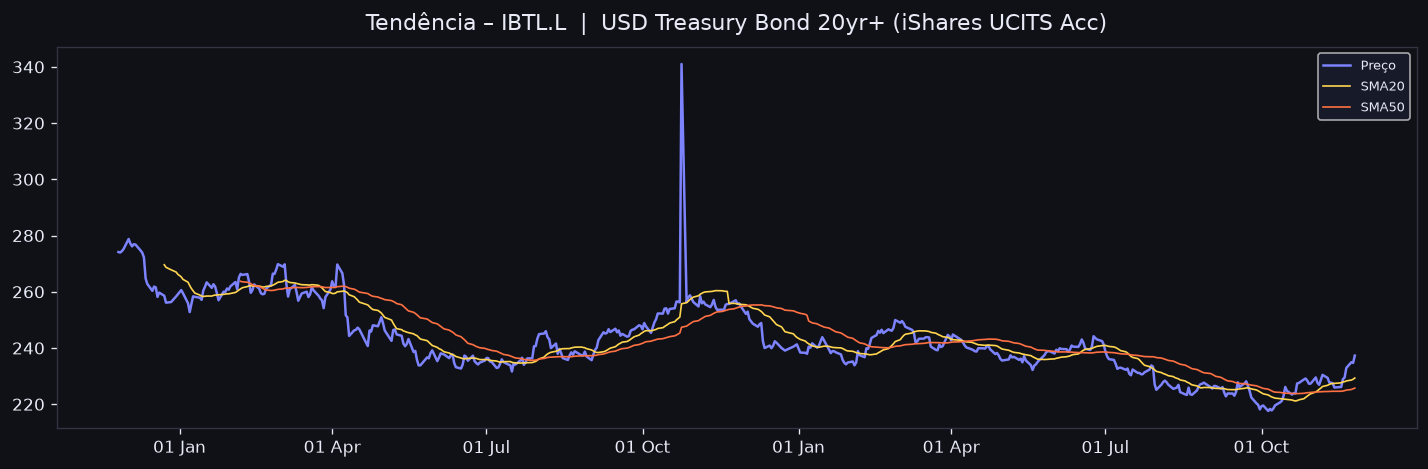 Tendência – IBTL.L | USD Treasury Bond 20yr+ (iShares UCITS Acc)
Preço
SMA20
SMA50
340
320
300
280
260
240
220
01 Jan 01 Apr 01 Jul 01 Oct 01 Jan 01 Apr 01 Jul 01 Oct